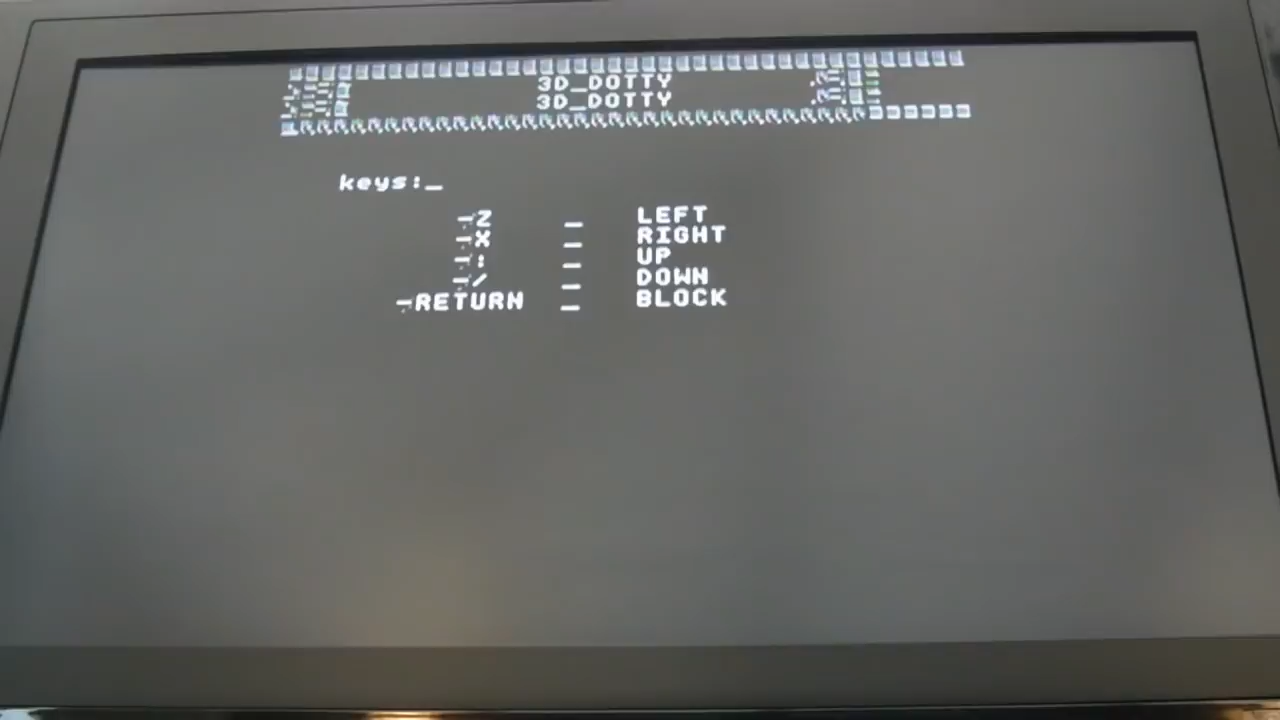 3D_DOTTY
3D_DOTTY
keys:_
-Z _ LEFT
-X _ RIGHT
-: _ UP
-/ _ DOWN
-RETURN _ BLOCK